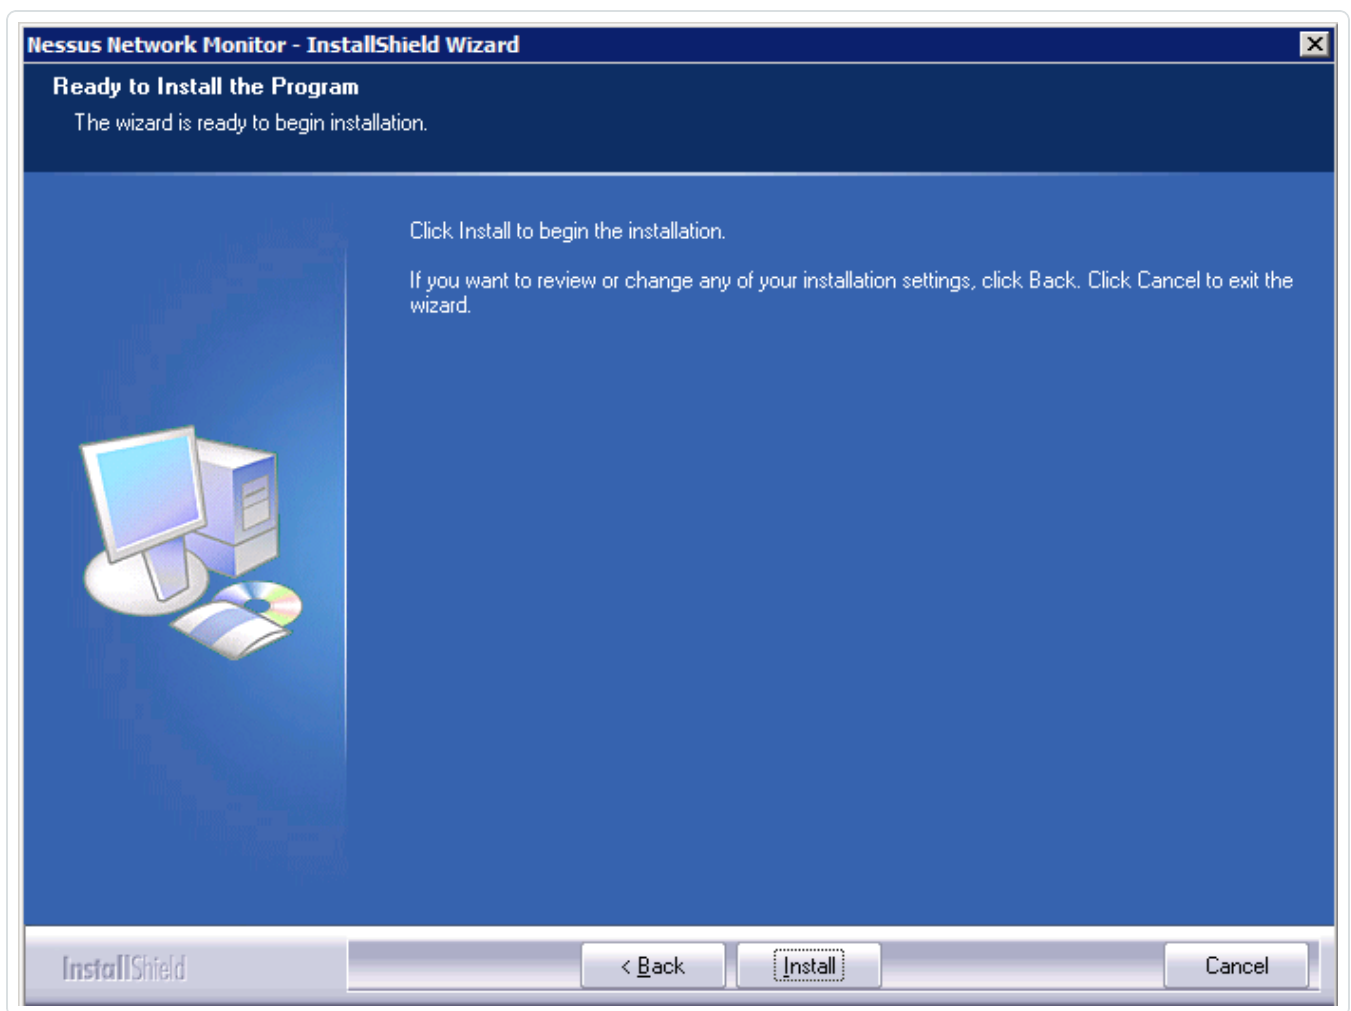 Nessus Network Monitor - InstallShield Wizard
Ready to Install the Program
The wizard is ready to begin installation.
Click Install to begin the installation.
If you want to review or change any of your installation settings, click Back. Click Cancel to exit the
wizard.
InstallShield
< Back
Install
Cancel